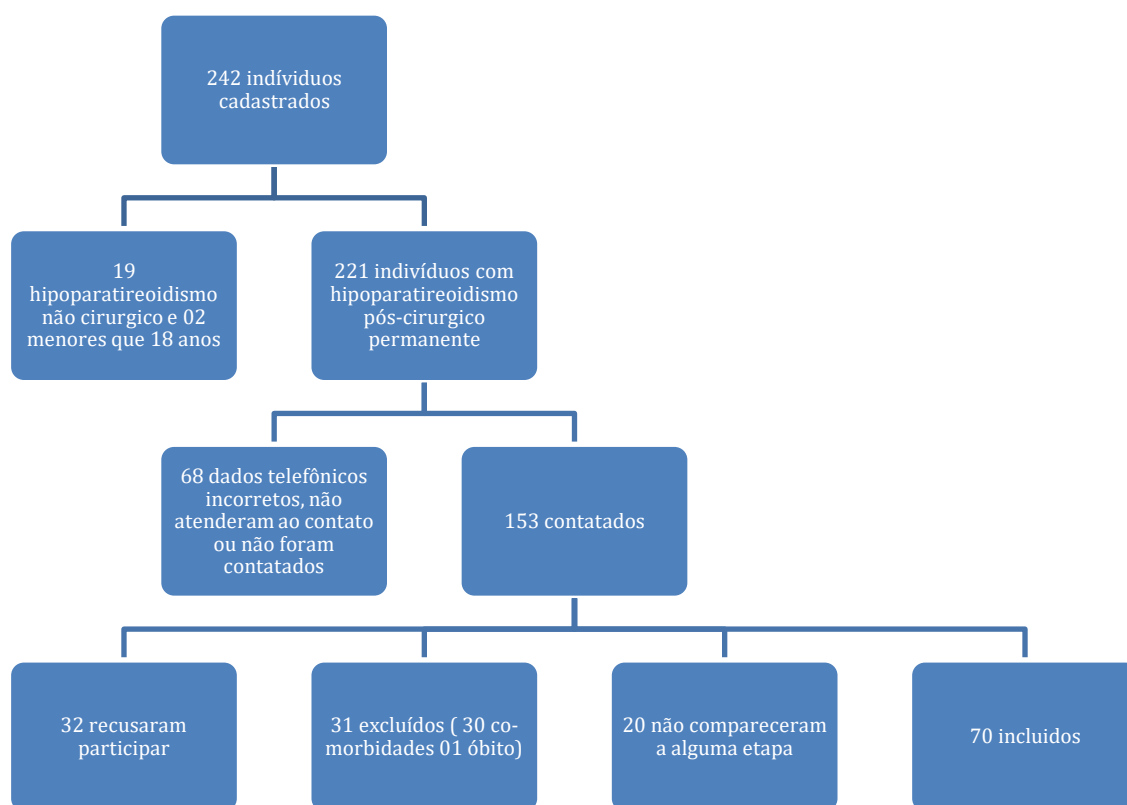 242 indíviduos
cadastrados
19
hipoparatireoidismo
não cirurgico e 02
menores que 18 anos
221 indivíduos com
hipoparatireoidismo
pós-cirurgico
permanente
68 dados telefônicos
incorretos, não
atenderam ao contato
ou não foram
contatados
153 contatados
32 recusaram
participar
31 excluídos ( 30 co-
morbidades 01 óbito)
20 não compareceram
a alguma etapa
70 incluidos